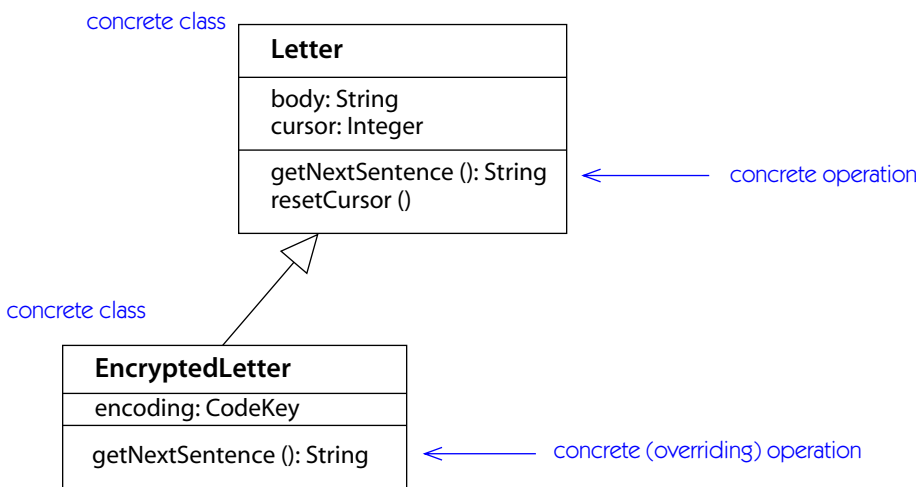 concrete class
Letter
body: String
cursor: Integer
getNextSentence (): String
resetCursor ()
concrete operation
concrete class
EncryptedLetter
encoding: CodeKey
getNextSentence (): String
concrete (overriding) operation